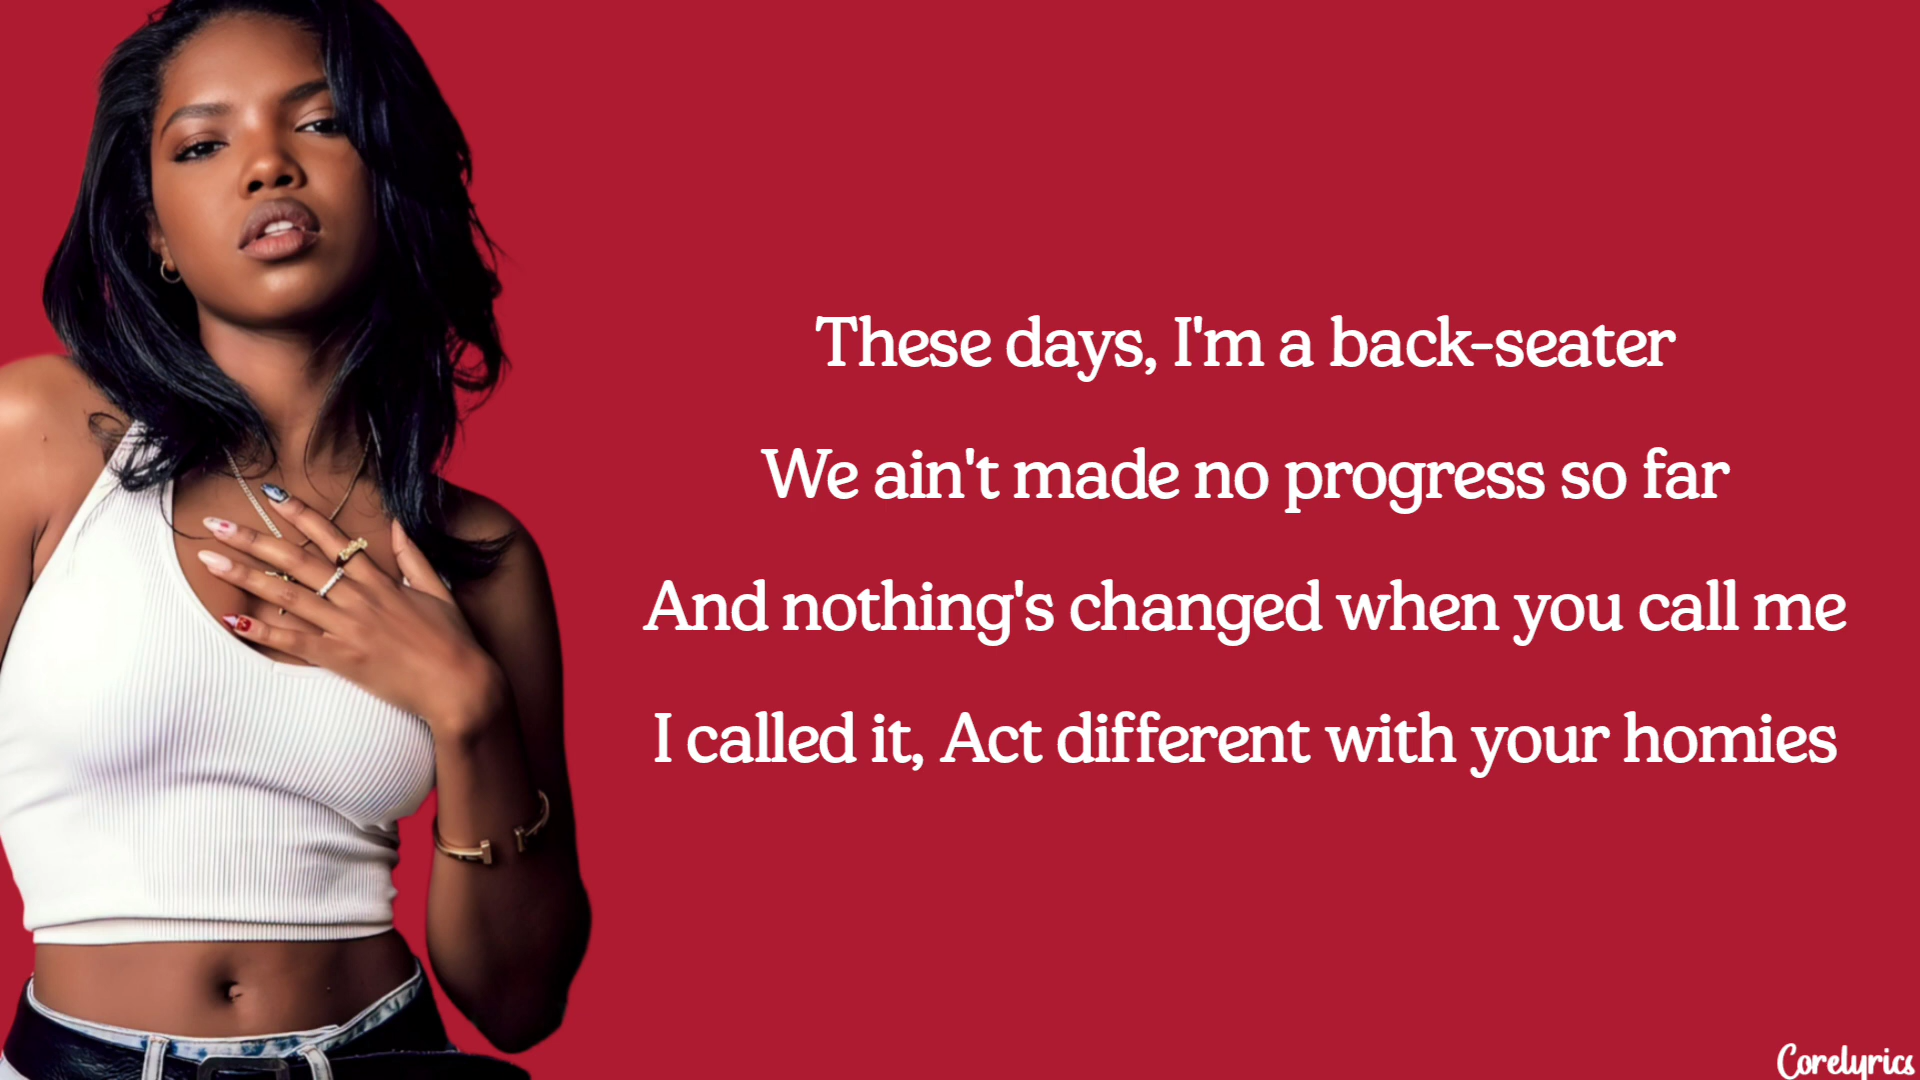 These days, I'm a back-seater
We ain't made no progress so far
And nothing's changed when you call me
I called it, Act different with your homies
Corelyrics